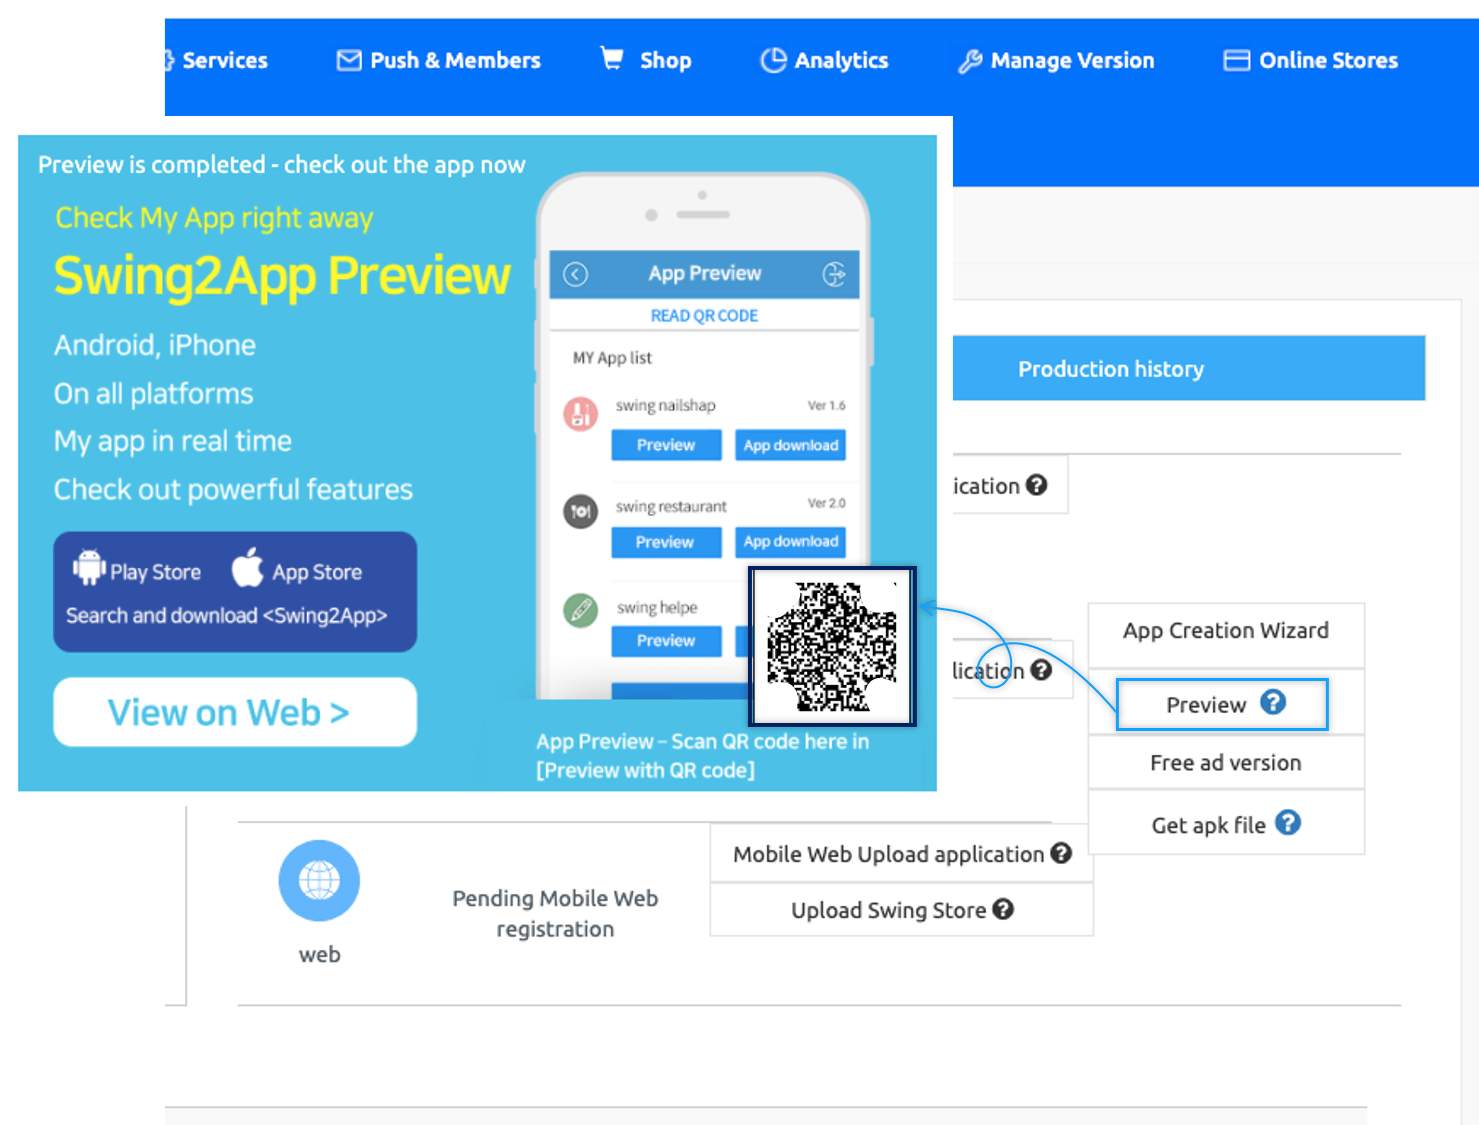 Services
Push & Members
Shop
Analytics
Manage Version
Online Stores
Preview is completed - check out the app now
Check My App right away
Swing2App Preview
Android, iPhone
On all platforms
My app in real time
Check out powerful features
Play Store
App Store
Search and download <Swing2App>
View on Web >
App Preview
READ QR CODE
MY App list
swing nailshap
Ver 1.6
Preview
App download
swing restaurant
Ver 2.0
Preview
App download
swing helpe
Preview
App Preview – Scan QR code here in
[Preview with QR code]
Production history
ication ?
lication ?
App Creation Wizard
Preview ?
Free ad version
Get apk file ?
web
Pending Mobile Web
registration
Mobile Web Upload application ?
Upload Swing Store ?